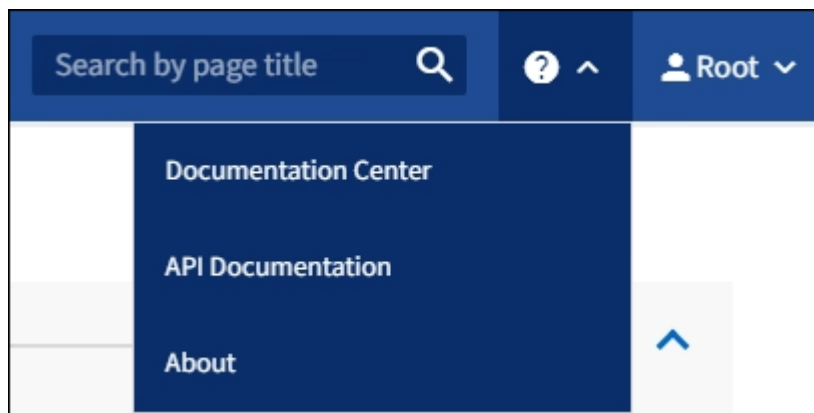 Search by page title
Root
Documentation Center
API Documentation
About